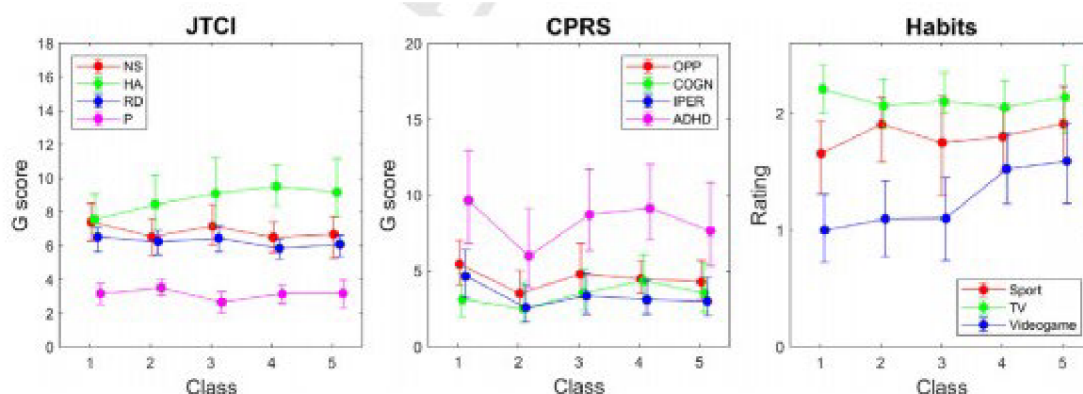 JTCI
G score
18
16
14
12
10
8
6
4
2
0
NS
HA
RD
P
1 2 3 4 5
Class
CPRS
G score
20
15
10
5
0
OPP
COGN
IPER
ADHD
1 2 3 4 5
Class
Habits
Rating
2
1
0
Sport
TV
Videogame
1 2 3 4 5
Class